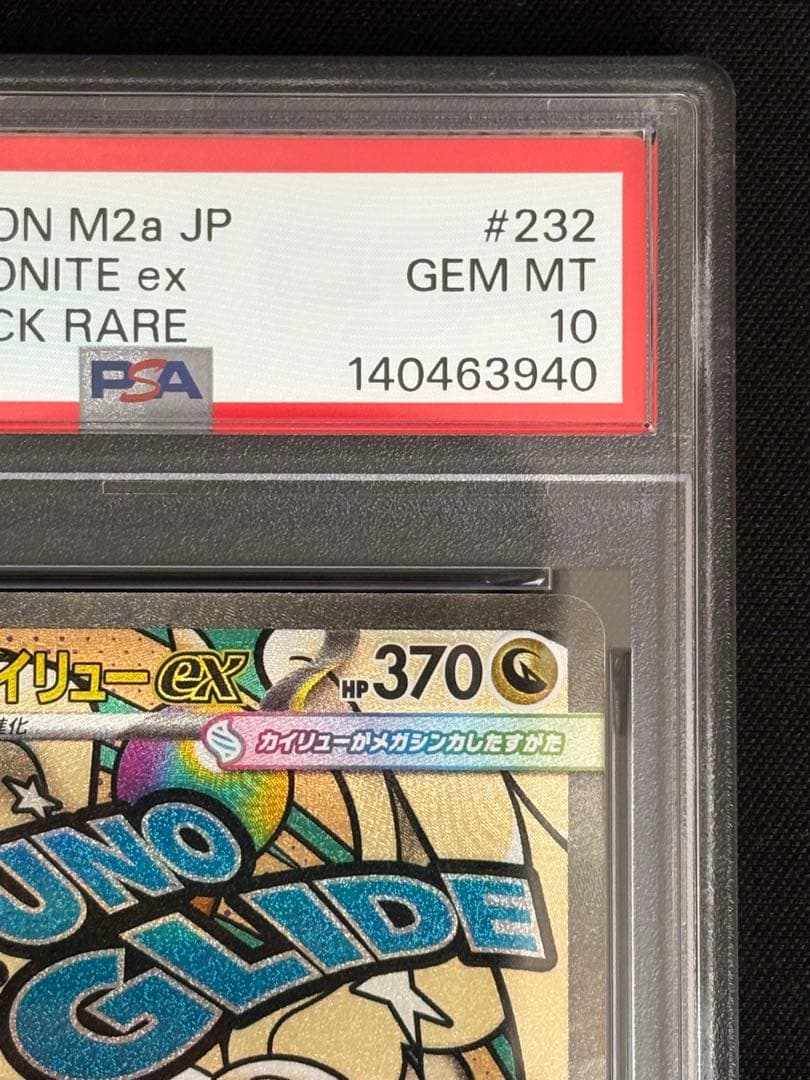 ON M2a JP #232
ONITE ex GEM MT
CK RARE 10
PSA 140463940
イリューex HP370
進化
カイリューがメガシンカしたすがた
UNO
GLIDE